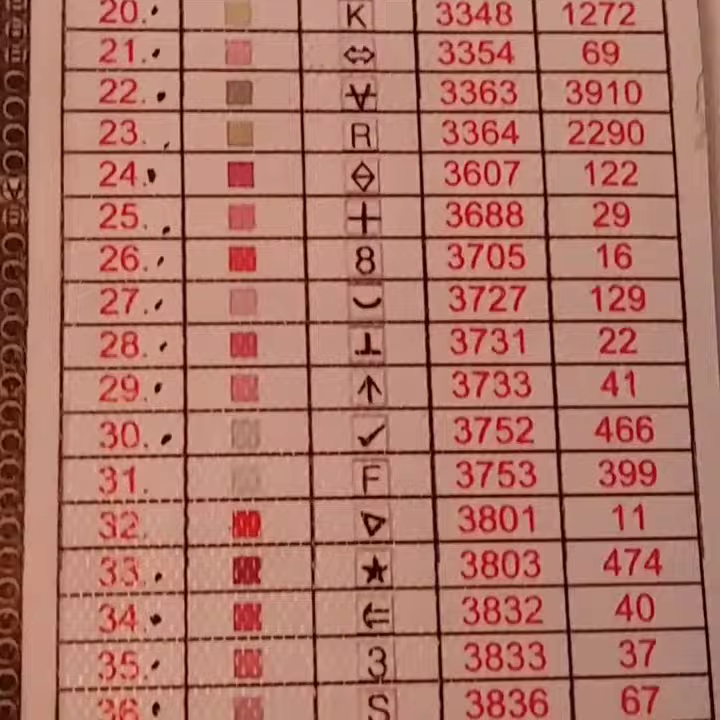 20. K 3348 1272
21. ⇔ 3354 69
22. ∀ 3363 3910
23. R 3364 2290
24. 3607 122
25. + 3688 29
26. 8 3705 16
27. ⌣ 3727 129
28. ⊥ 3731 22
29. ↑ 3733 41
30. ✓ 3752 466
31. F 3753 399
32. 3801 11
33. ★ 3803 474
34. ⇐ 3832 40
35. 3 3833 37
36. S 3836 67